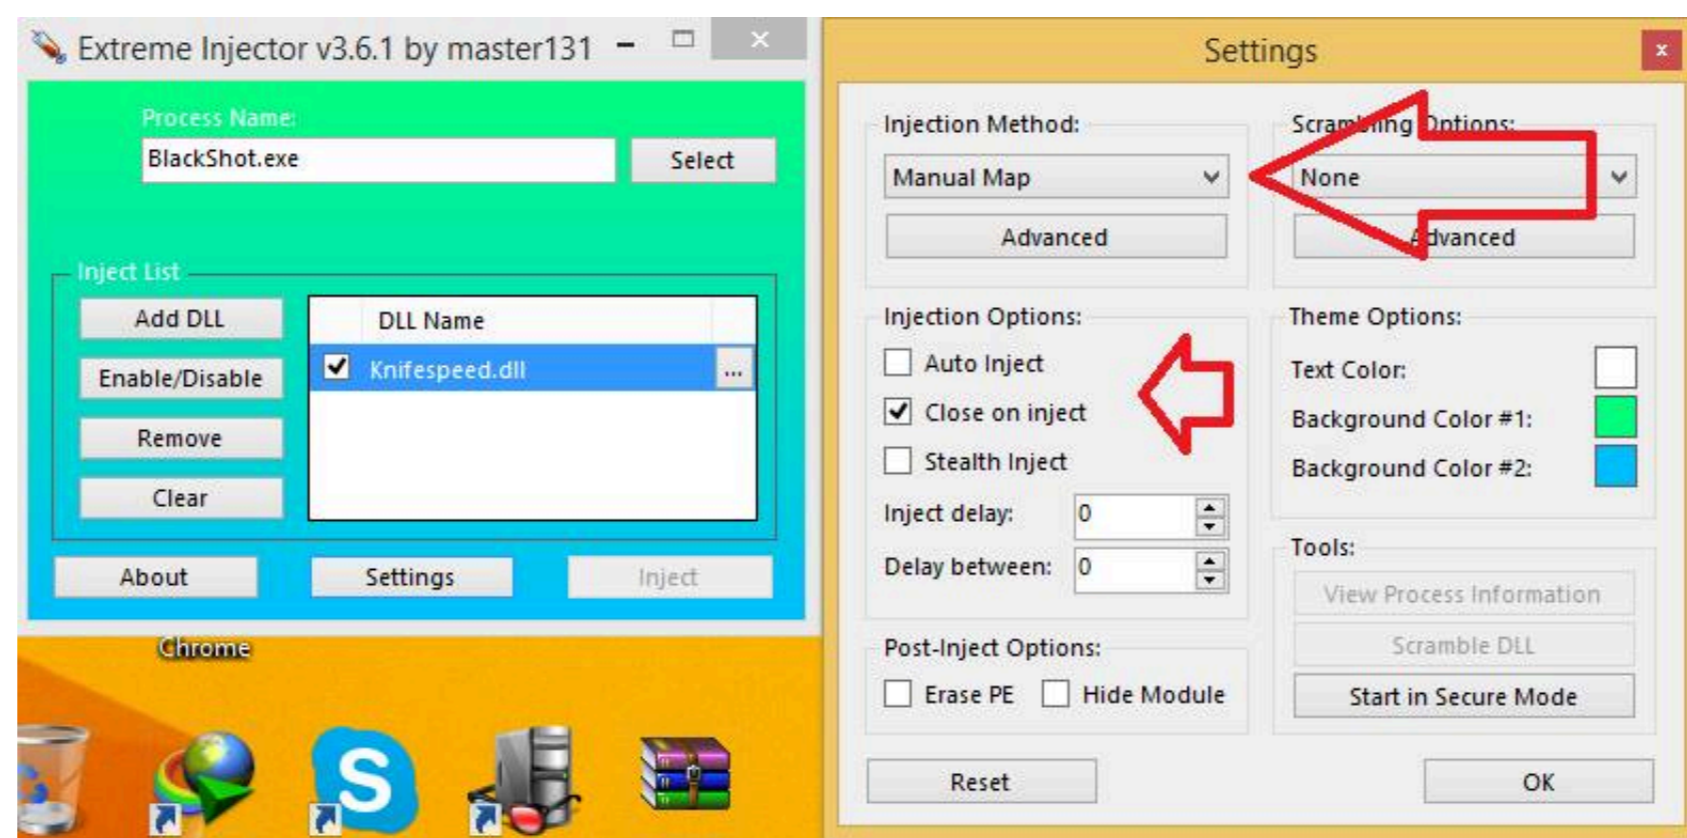 Extreme Injector v3.6.1 by master131
Process Name:
BlackShot.exe
Select
Inject List
Add DLL
Enable/Disable
Remove
Clear
DLL Name
Knifespeed.dll
...
About
Settings
Inject
Chrome
S
Settings
Injection Method:
Manual Map
Advanced
Scrambling Options:
None
Advanced
Injection Options:
Auto Inject
Close on inject
Stealth Inject
Inject delay: 0
Delay between: 0
Theme Options:
Text Color:
Background Color #1:
Background Color #2:
Post-Inject Options:
Erase PE Hide Module
Tools:
View Process Information
Scramble DLL
Start in Secure Mode
Reset
OK